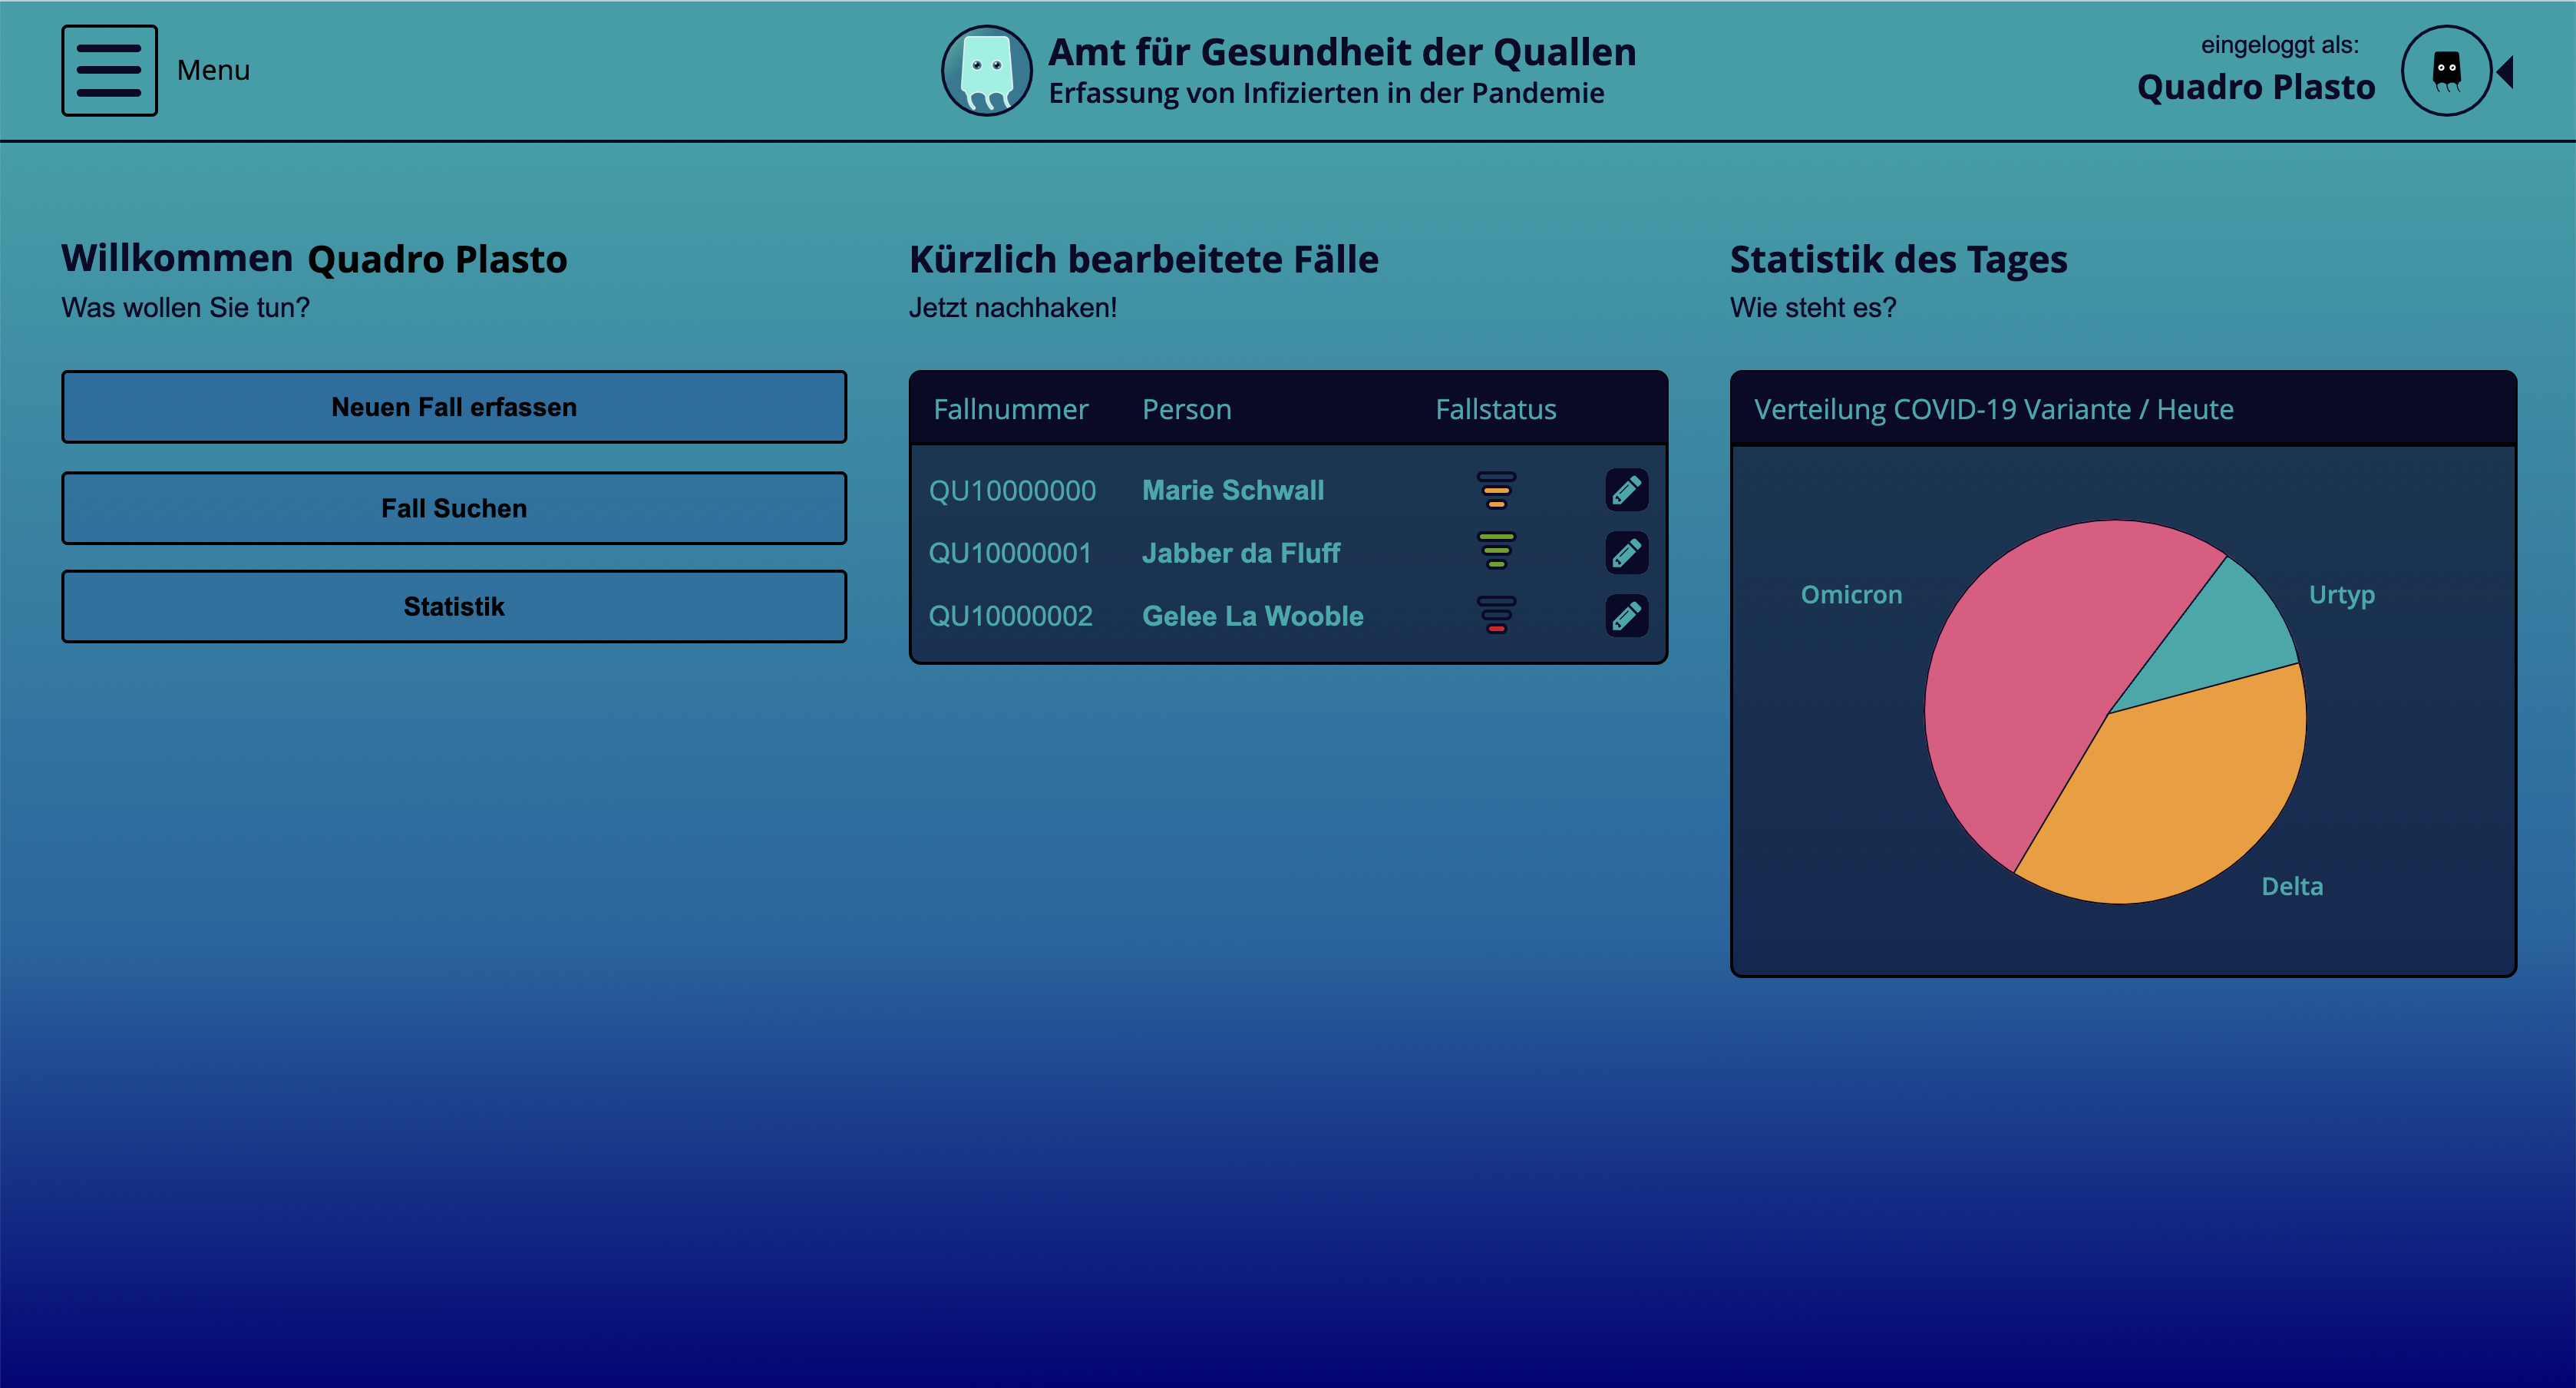 Menu
Amt für Gesundheit der Quallen
Erfassung von Infizierten in der Pandemie
eingeloggt als:
Quadro Plasto
Willkommen Quadro Plasto
Was wollen Sie tun?
Neuen Fall erfassen
Fall Suchen
Statistik
Kürzlich bearbeitete Fälle
Jetzt nachhaken!
Fallnummer Person Fallstatus
QU10000000 Marie Schwall
QU10000001 Jabber da Fluff
QU10000002 Gelee La Wooble
Statistik des Tages
Wie steht es?
Verteilung COVID-19 Variante / Heute
Omicron
Urtyp
Delta